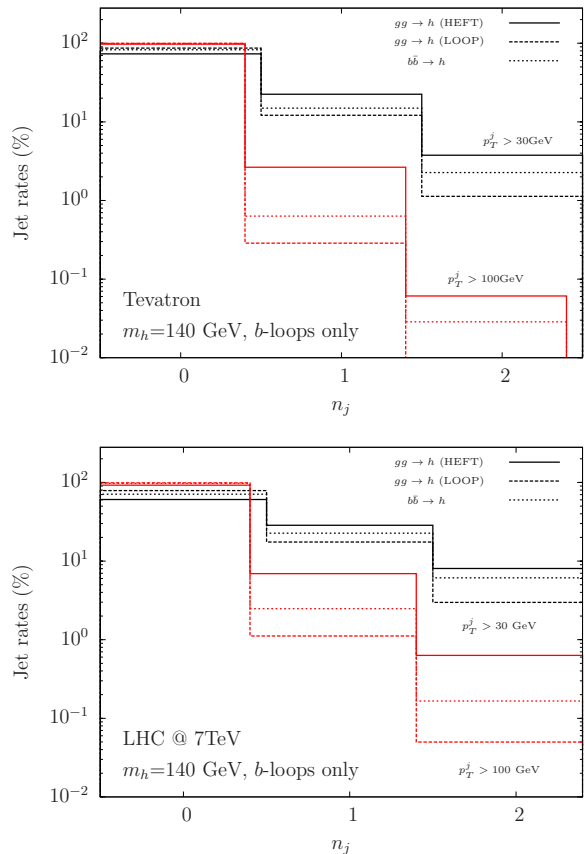 gg → h (HEFT)
gg → h (LOOP)
bb̄ → h
10^2
10^1
10^0
10^{-1}
10^{-2}
Jet rates (%)
p_T^j > 30GeV
p_T^j > 100GeV
Tevatron
m_h=140 GeV, b-loops only
0 1 2
n_j
gg → h (HEFT)
gg → h (LOOP)
bb̄ → h
10^2
10^1
10^0
10^{-1}
10^{-2}
Jet rates (%)
p_T^j > 30 GeV
LHC @ 7TeV
m_h=140 GeV, b-loops only
p_T^j > 100 GeV
0 1 2
n_j